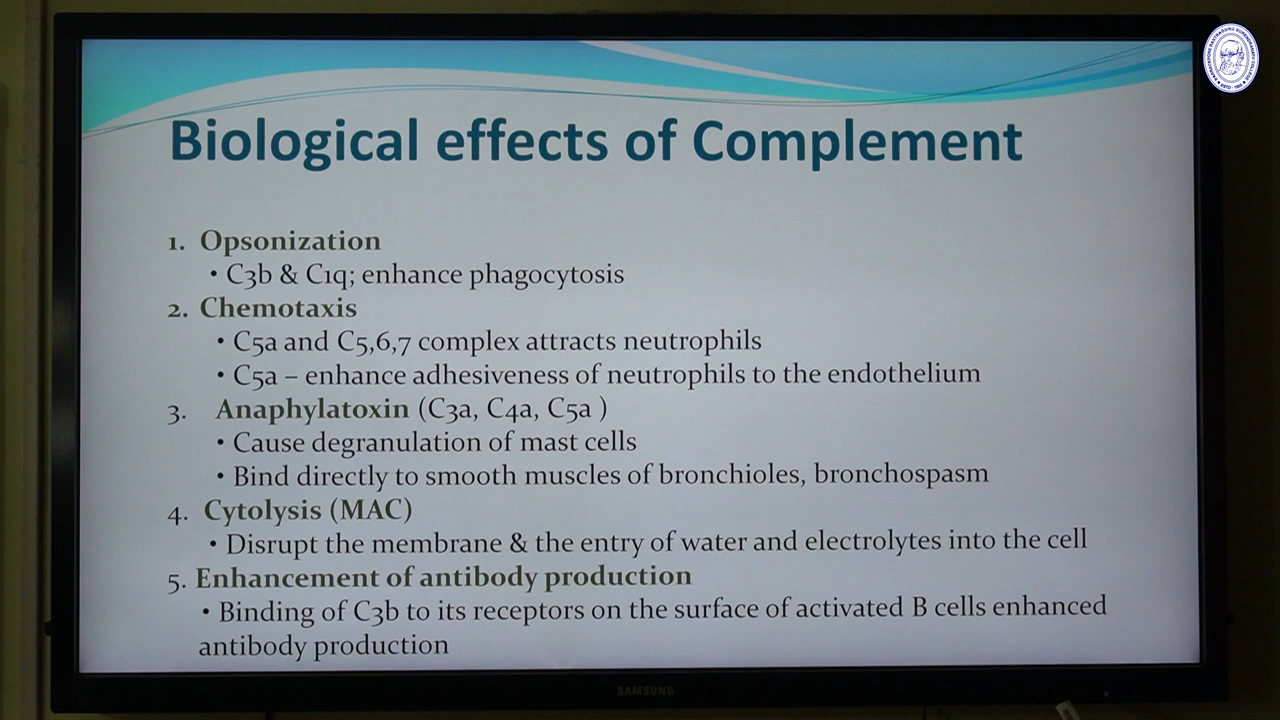 Biological effects of Complement
1. Opsonization
• C3b & C1q; enhance phagocytosis
2. Chemotaxis
• C5a and C5,6,7 complex attracts neutrophils
• C5a – enhance adhesiveness of neutrophils to the endothelium
3. Anaphylatoxin (C3a, C4a, C5a )
• Cause degranulation of mast cells
• Bind directly to smooth muscles of bronchioles, bronchospasm
4. Cytolysis (MAC)
• Disrupt the membrane & the entry of water and electrolytes into the cell
5. Enhancement of antibody production
• Binding of C3b to its receptors on the surface of activated B cells enhanced
antibody production
SAMSUNG